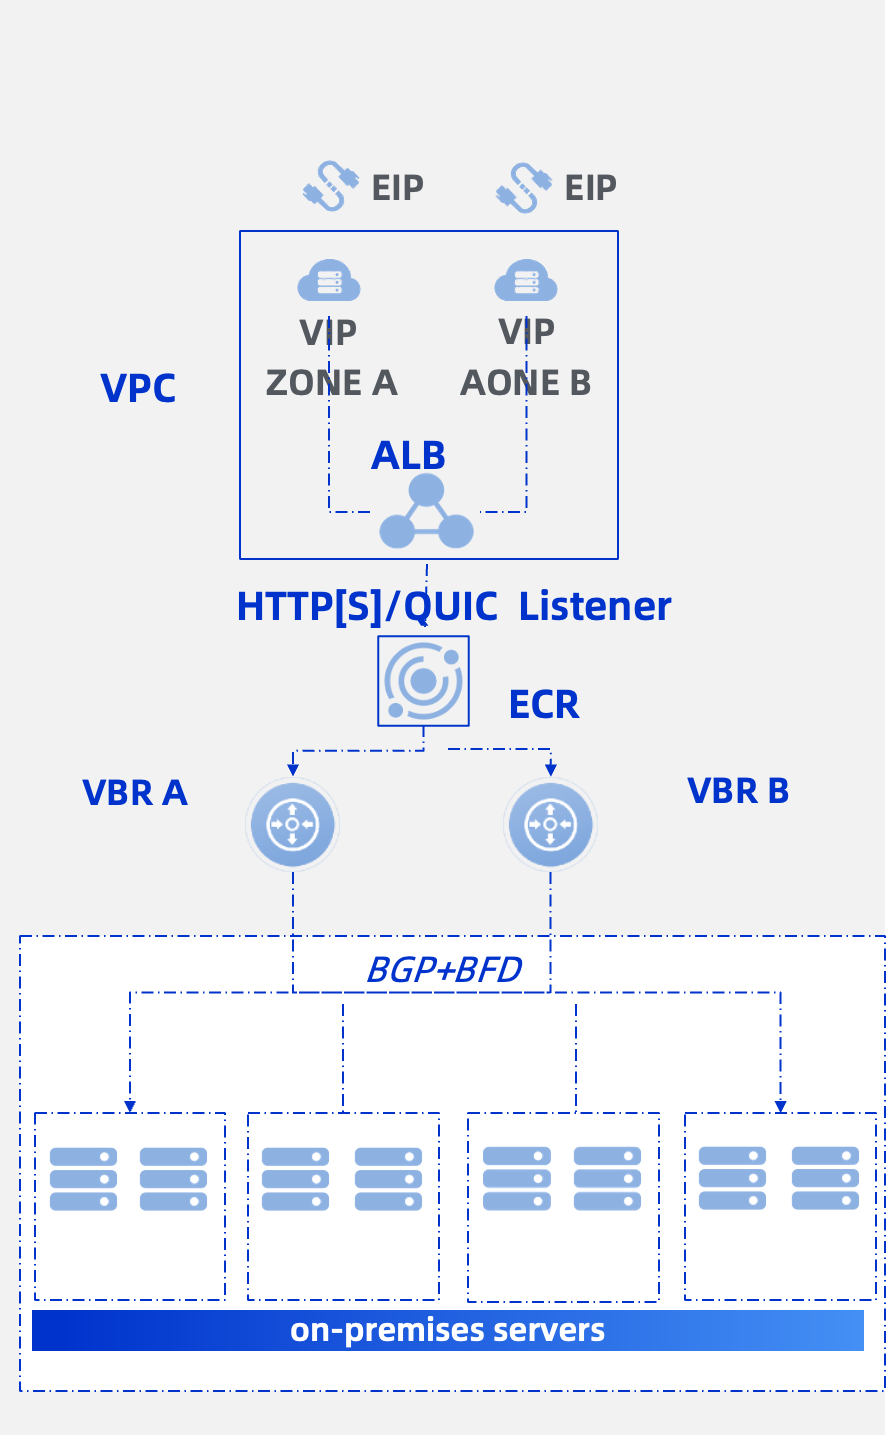 EIP EIP
VIP VIP
ZONE A AONE B
VPC
ALB
HTTP[S]/QUIC Listener
ECR
VBR A VBR B
BGP+BFD
on-premises servers